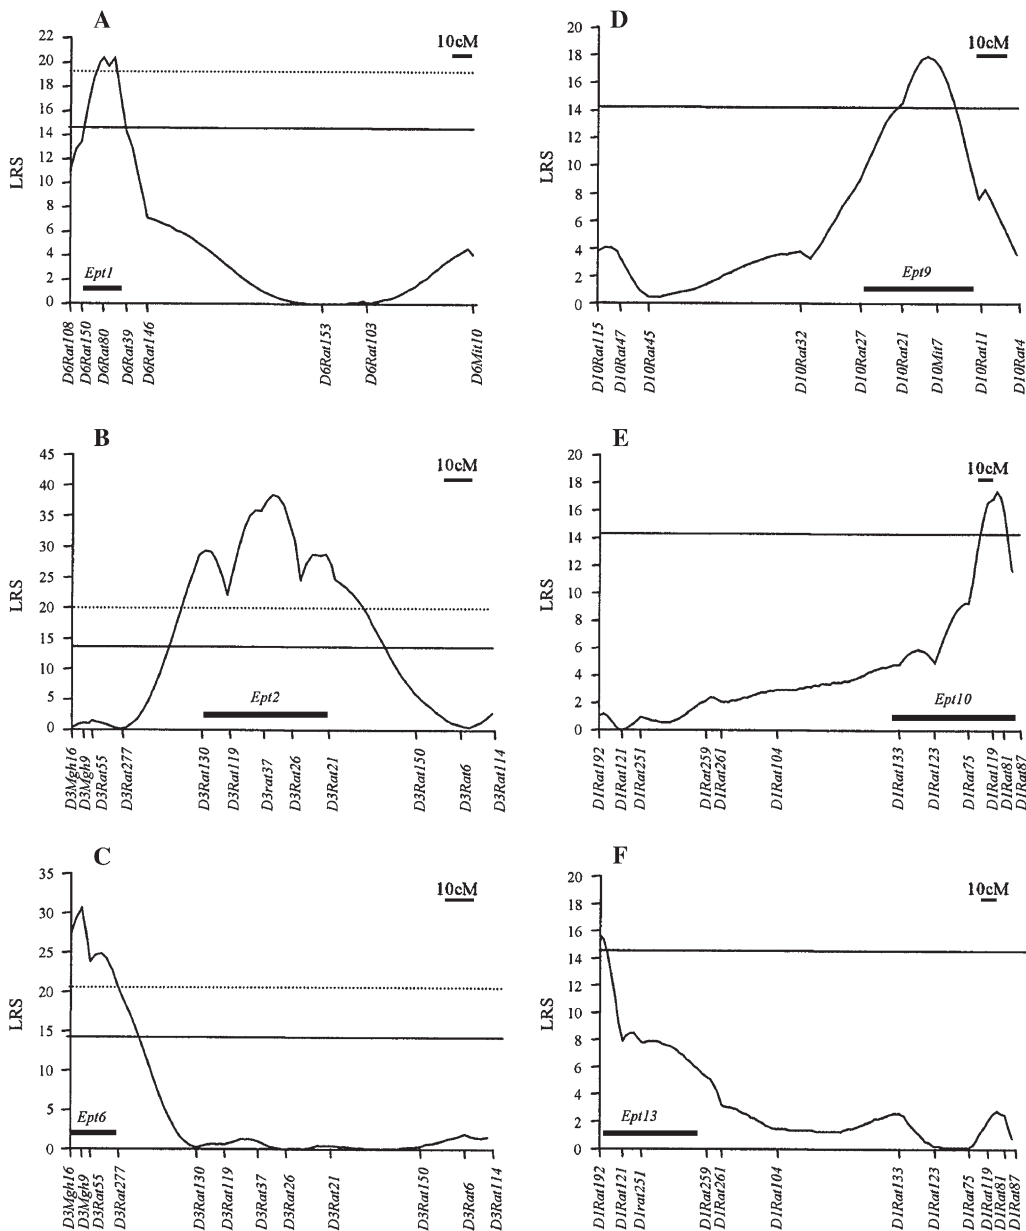 A
10cM
LRS
22
20
18
16
14
12
10
8
6
4
2
0
Ept1
D6Rat108
D6Rat150
D6Rat80
D6Rat39
D6Rat146
D6Rat153
D6Rat103
D6Mit10
B
10cM
LRS
45
40
35
30
25
20
15
10
5
0
Ept2
D3Mgh16
D3Mgh9
D3Rat55
D3Rat277
D3Rat130
D3Rat119
D3rat37
D3Rat26
D3Rat21
D3Rat150
D3Rat6
D3Rat114
C
10cM
LRS
35
30
25
20
15
10
5
0
Ept6
D3Mgh16
D3Mgh9
D3Rat55
D3Rat277
D3Rat130
D3Rat119
D3Rat37
D3Rat26
D3Rat21
D3Rat150
D3Rat6
D3Rat114
D
10cM
LRS
20
18
16
14
12
10
8
6
4
2
0
Ept9
D10Rat115
D10Rat47
D10Rat45
D10Rat32
D10Rat27
D10Rat21
D10Mit7
D10Rat11
D10Rat4
E
10cM
LRS
20
18
16
14
12
10
8
6
4
2
0
Ept10
D1Rat192
D1Rat121
D1Rat251
D1Rat259
D1Rat261
D1Rat104
D1Rat133
D1Rat123
D1Rat75
D1Rat119
D1Rat81
D1Rat87
F
10cM
LRS
20
18
16
14
12
10
8
6
4
2
0
Ept13
D1Rat192
D1Rat121
D1rat251
D1Rat259
D1Rat261
D1Rat104
D1Rat133
D1Rat123
D1Rat75
D1Rat119
D1Rat81
D1Rat87